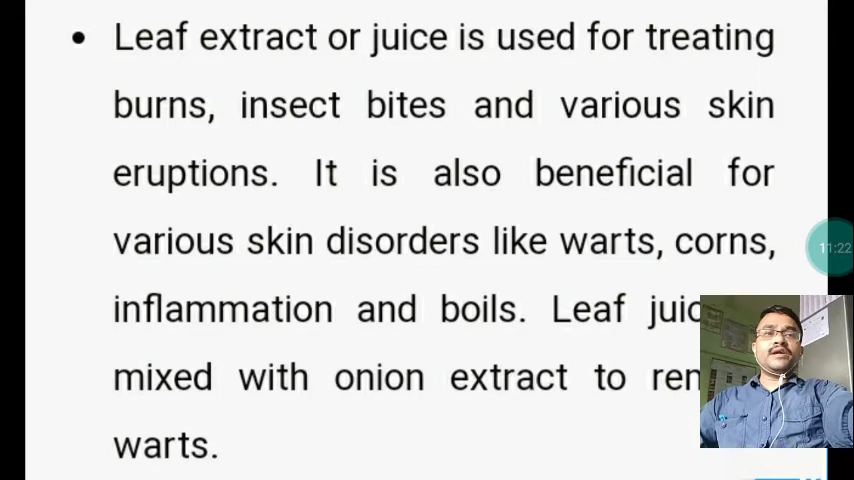 • Leaf extract or juice is used for treating
burns, insect bites and various skin
eruptions. It is also beneficial for
various skin disorders like warts, corns,
11:22
inflammation and boils. Leaf
mixed with onion extract to
warts.